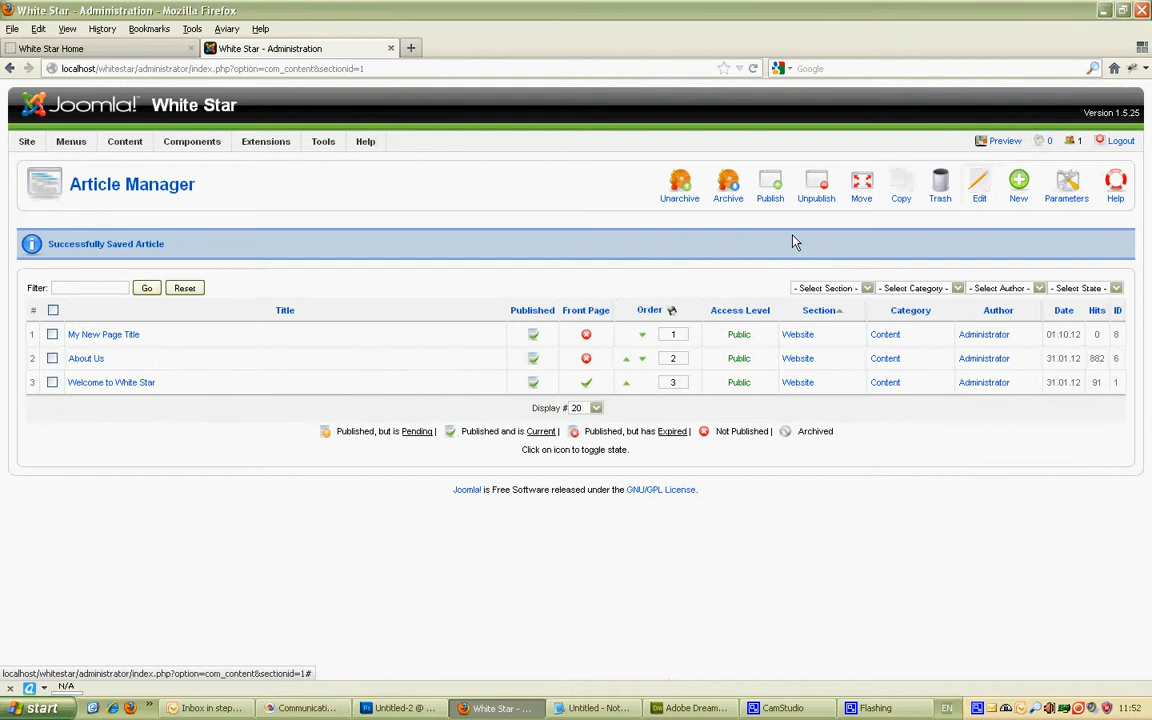 White Star - Administration - Mozilla Firefox
File Edit View History Bookmarks Tools Aviary Help
White Star Home
White Star - Administration
localhost/whitestar/administrator/index.php?option=com_content&sectionid=1
Google
Joomla! White Star
Version 1.5.25
Site Menus Content Components Extensions Tools Help
Preview 0 1 Logout
Article Manager
Unarchive Archive Publish Unpublish Move Copy Trash Edit New Parameters Help
Successfully Saved Article
Filter: Go Reset
- Select Section - - Select Category - - Select Author - - Select State -
# Title Published Front Page Order Access Level Section Category Author Date Hits ID
1 My New Page Title 1 Public Website Content Administrator 01.10.12 0 8
2 About Us 2 Public Website Content Administrator 31.01.12 882 6
3 Welcome to White Star 3 Public Website Content Administrator 31.01.12 91 1
Display # 20
Published, but is Pending | Published and is Current | Published, but has Expired | Not Published | Archived
Click on icon to toggle state.
Joomla! is Free Software released under the GNU/GPL License.
localhost/whitestar/administrator/index.php?option=com_content&sectionid=1#
N/A
start
Inbox in step...
Communicati...
Untitled-2 @ ...
White Star - ...
Untitled - Not...
Adobe Dream...
CamStudio
Flashing
EN
11:52